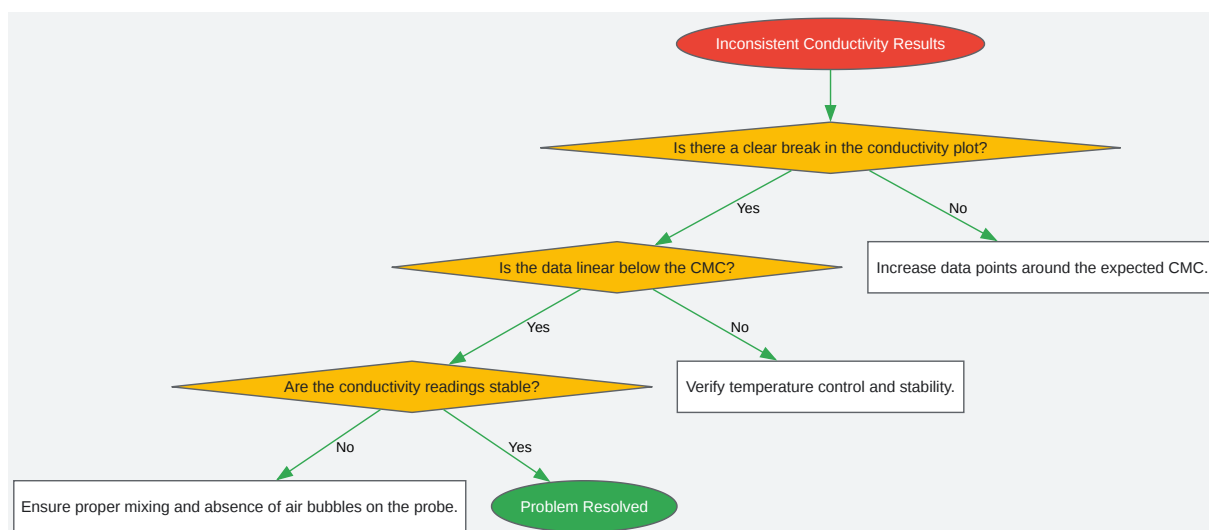 Inconsistent Conductivity Results
Is there a clear break in the conductivity plot?
Yes
No
Is the data linear below the CMC?
Increase data points around the expected CMC.
Yes
No
Are the conductivity readings stable?
Verify temperature control and stability.
No
Yes
Ensure proper mixing and absence of air bubbles on the probe.
Problem Resolved